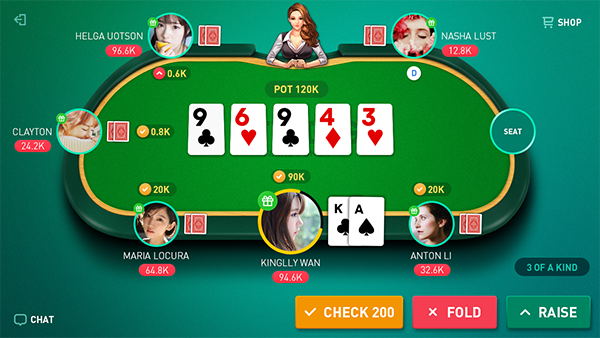 HELGA UOTSON
96.6K
0.6K
NASHA LUST
12.8K
SHOP
D
POT 120K
CLAYTON
24.2K
0.8K
9
6
9
4
3
SEAT
90K
20K
20K
K
A
MARIA LOCURA
64.8K
KINGLLY WAN
94.6K
ANTON LI
32.6K
3 OF A KIND
CHAT
CHECK 200
FOLD
RAISE